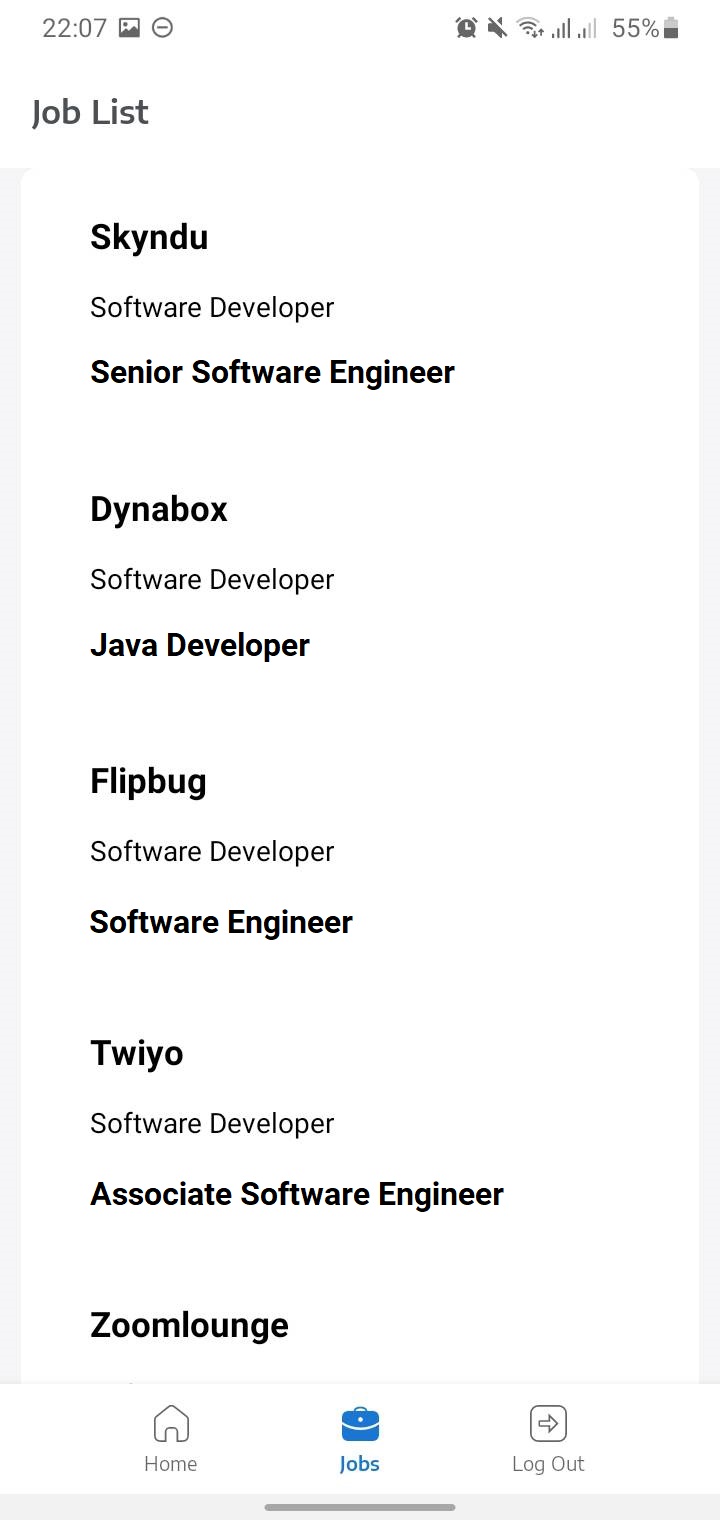 22:07 55%
Job List
Skyndu
Software Developer
Senior Software Engineer
Dynabox
Software Developer
Java Developer
Flipbug
Software Developer
Software Engineer
Twiyo
Software Developer
Associate Software Engineer
Zoomlounge
Home Jobs Log Out